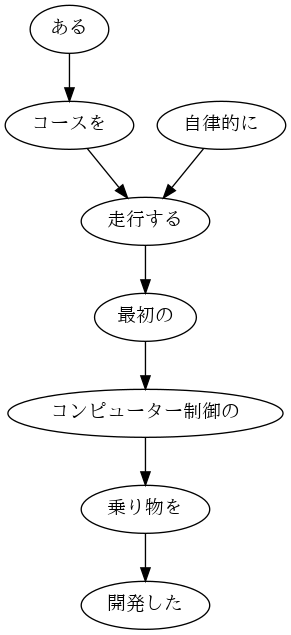 ある
コースを
自律的に
走行する
最初の
コンピューター制御の
乗り物を
開発した